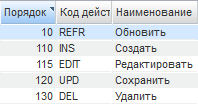 Порядок Код дейст Наименование
10 REFR Обновить
110 INS Создать
115 EDIT Редактировать
120 UPD Сохранить
130 DEL Удалить